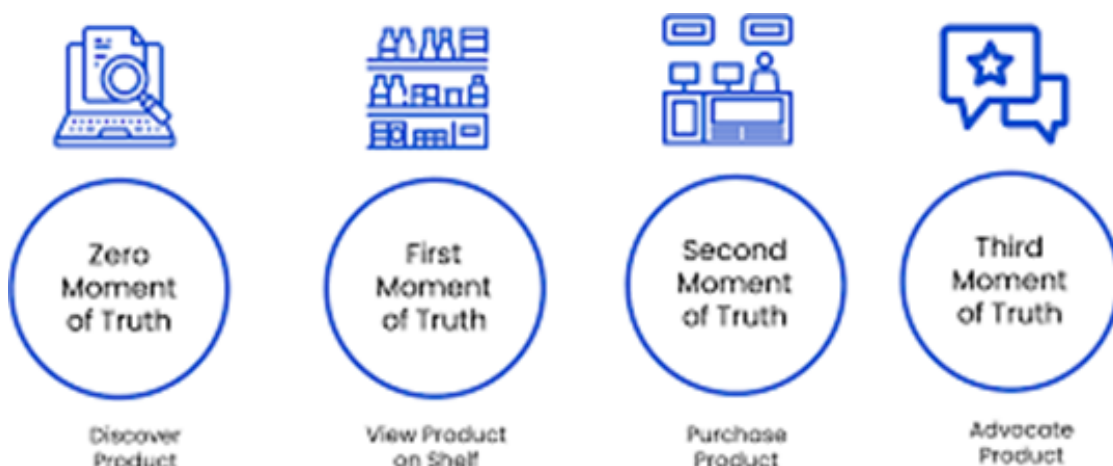 Zero
Moment
of Truth
First
Moment
of Truth
Second
Moment
of Truth
Third
Moment
of Truth
Discover
Product
View Product
on Shelf
Purchase
Product
Advocate
Product